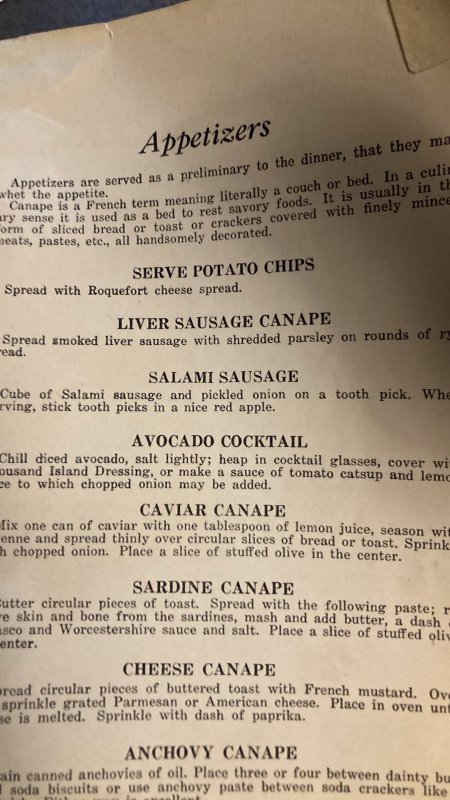 Appetizers
Appetizers are served as a preliminary to the dinner, that they
whet the appetite.
Canape is a French term meaning literally a couch or bed. In a
ary sense it is used as a bed to rest savory foods. It is usually in
orm of sliced bread or toast or crackers covered with finely
eats, pastes, etc., all handsomely decorated.
SERVE POTATO CHIPS
Spread with Roquefort cheese spread.
LIVER SAUSAGE CANAPE
Spread smoked liver sausage with shredded parsley on rounds of
read.
SALAMI SAUSAGE
Cube of Salami sausage and pickled onion on a tooth pick. Whe
rving, stick tooth picks in a nice red apple.
AVOCADO COCKTAIL
Chill diced avocado, salt lightly; heap in cocktail glasses, cover wi
ousand Island Dressing, or make a sauce of tomato catsup and lemo
ce to which chopped onion may be added.
CAVIAR CANAPE
Mix one can of caviar with one tablespoon of lemon juice, season wit
enne and spread thinly over circular slices of bread or toast. Sprink
h chopped onion. Place a slice of stuffed olive in the center.
SARDINE CANAPE
utter circular pieces of toast. Spread with the following paste; r
ve skin and bone from the sardines, mash and add butter, a dash
asco and Worcestershire sauce and salt. Place a slice of stuffed oliv
enter.
CHEESE CANAPE
pread circular pieces of buttered toast with French mustard. Ove
sprinkle grated Parmesan or American cheese. Place in oven unt
se is melted. Sprinkle with dash of paprika.
ANCHOVY CANAPE
ain canned anchovies of oil. Place three or four between dainty bu
soda biscuits or use anchovy paste between soda crackers like